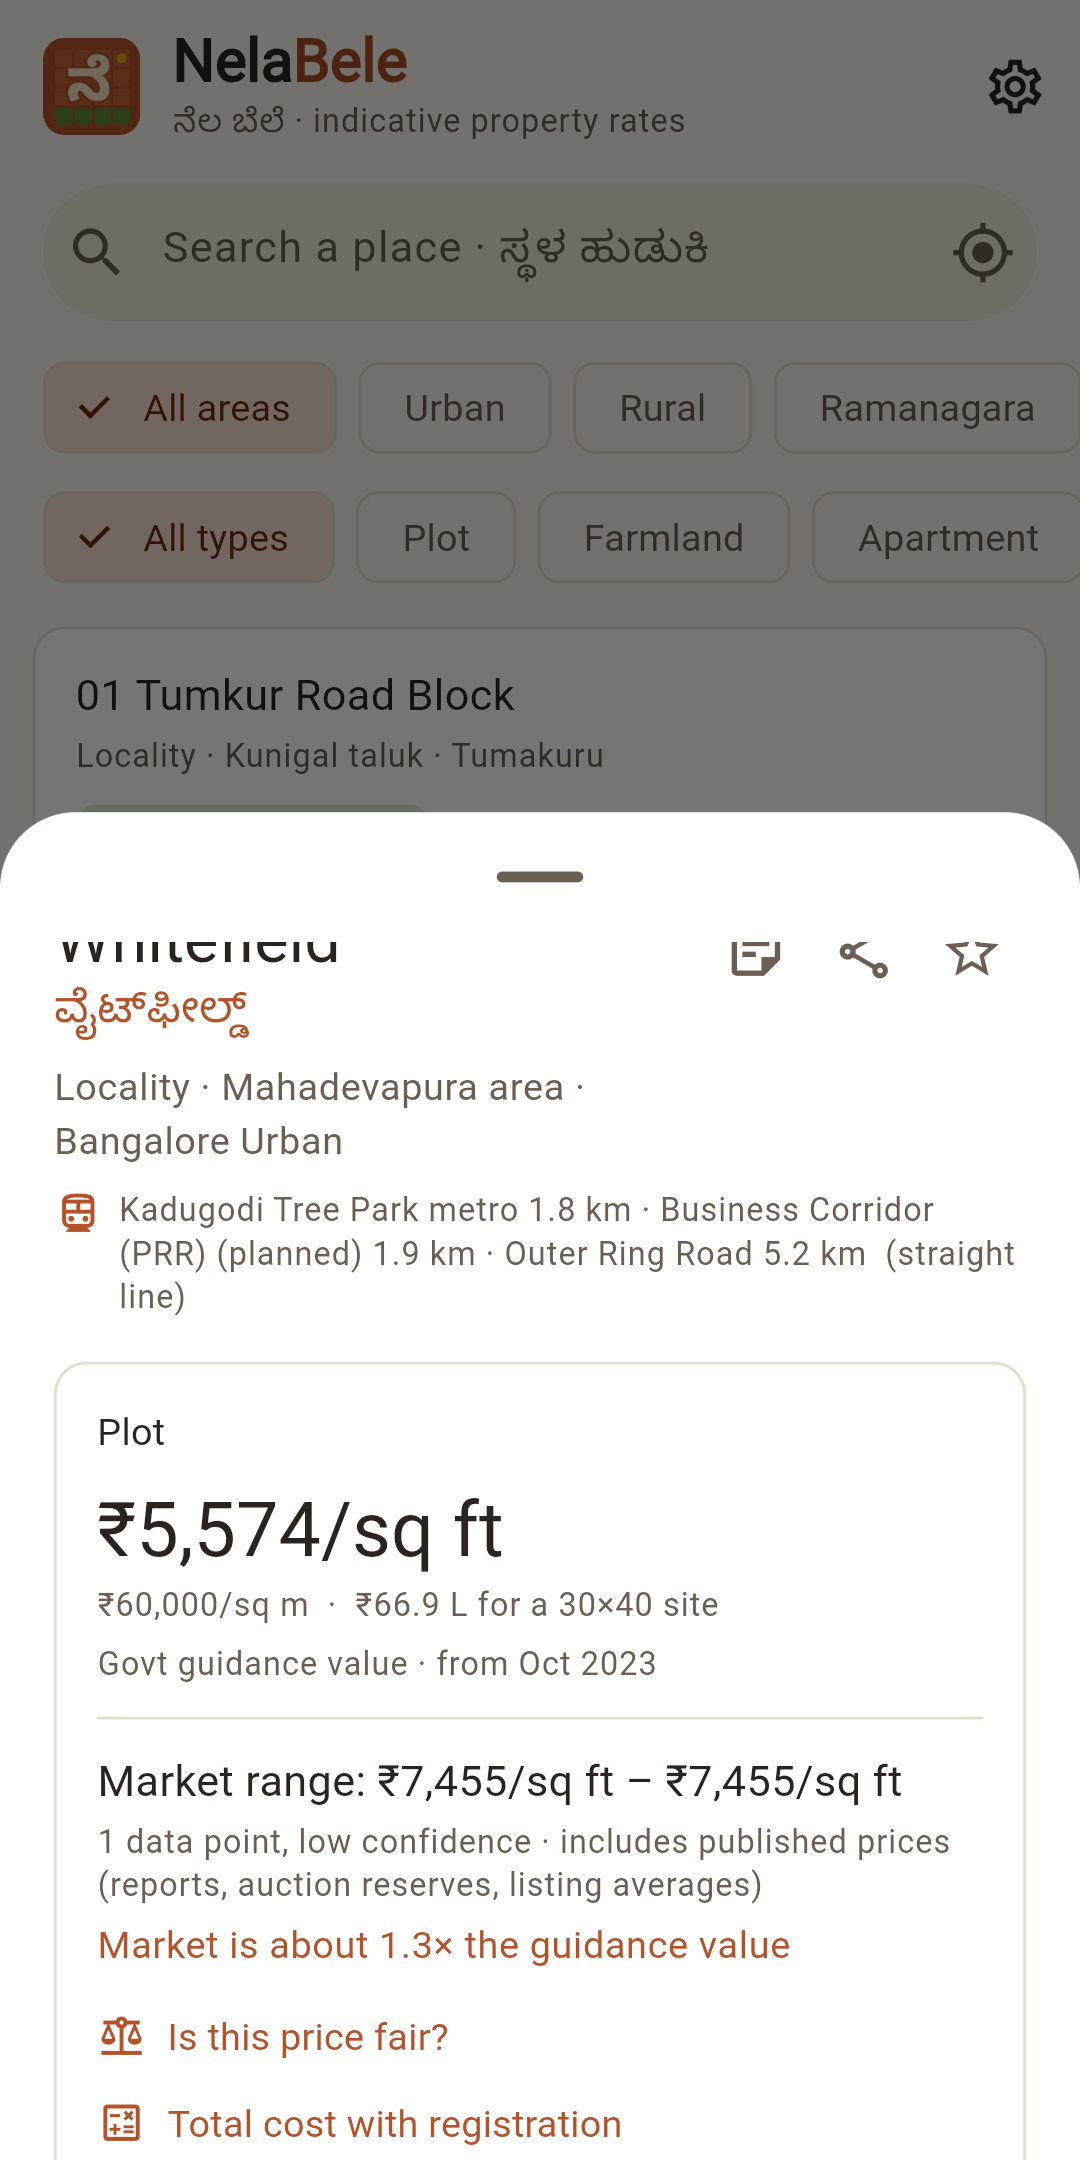 ನೆ
NelaBele
ನೆಲ ಬೆಲೆ · indicative property rates
Search a place · ಸ್ಥಳ ಹುಡುಕಿ
All areas Urban Rural Ramanagara
All types Plot Farmland Apartment
01 Tumkur Road Block
Locality · Kunigal taluk · Tumakuru
Whitefield
ವೈಟ್‌ಫೀಲ್ಡ್
Locality · Mahadevapura area ·
Bangalore Urban
Kadugodi Tree Park metro 1.8 km · Business Corridor
(PRR) (planned) 1.9 km · Outer Ring Road 5.2 km (straight
line)
Plot
₹5,574/sq ft
₹60,000/sq m · ₹66.9 L for a 30×40 site
Govt guidance value · from Oct 2023
Market range: ₹7,455/sq ft – ₹7,455/sq ft
1 data point, low confidence · includes published prices
(reports, auction reserves, listing averages)
Market is about 1.3× the guidance value
Is this price fair?
Total cost with registration